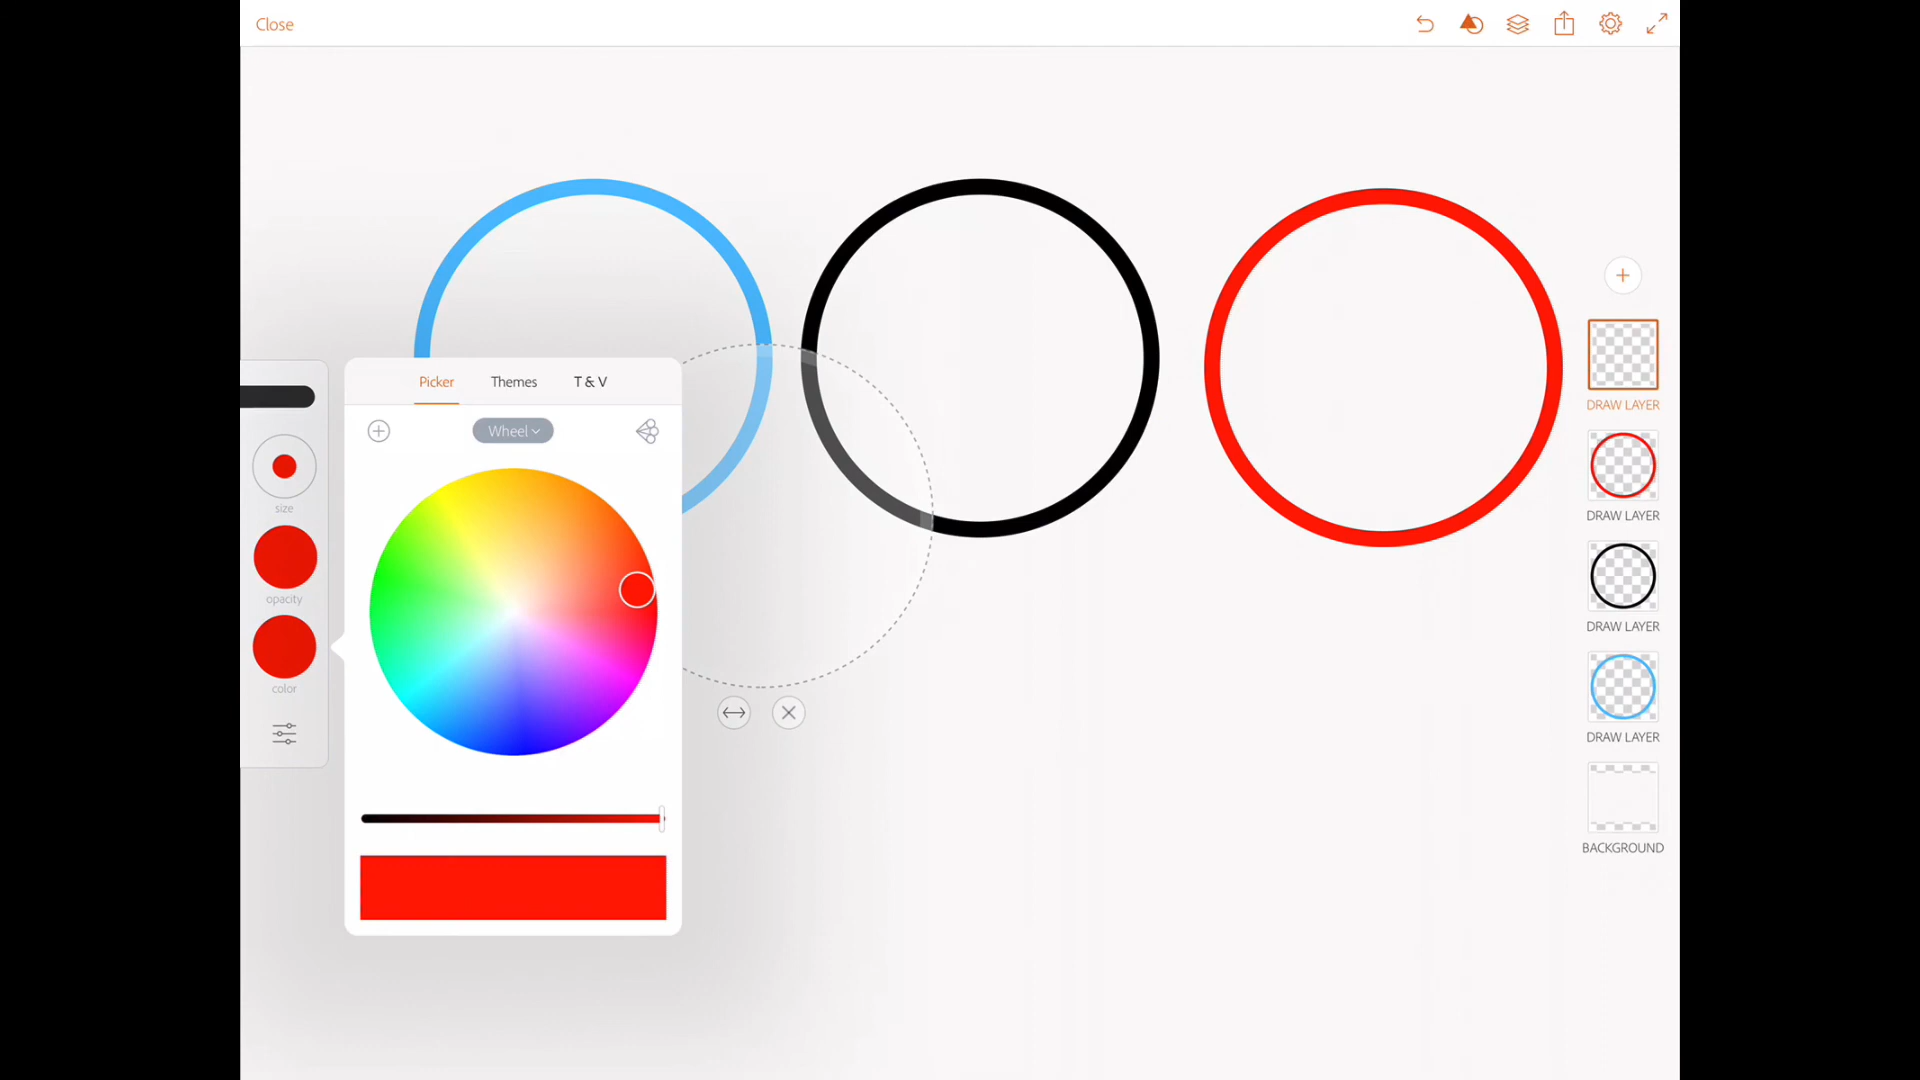 Close
Picker
Themes
T & V
Wheel
size
opacity
color
DRAW LAYER
DRAW LAYER
DRAW LAYER
DRAW LAYER
BACKGROUND